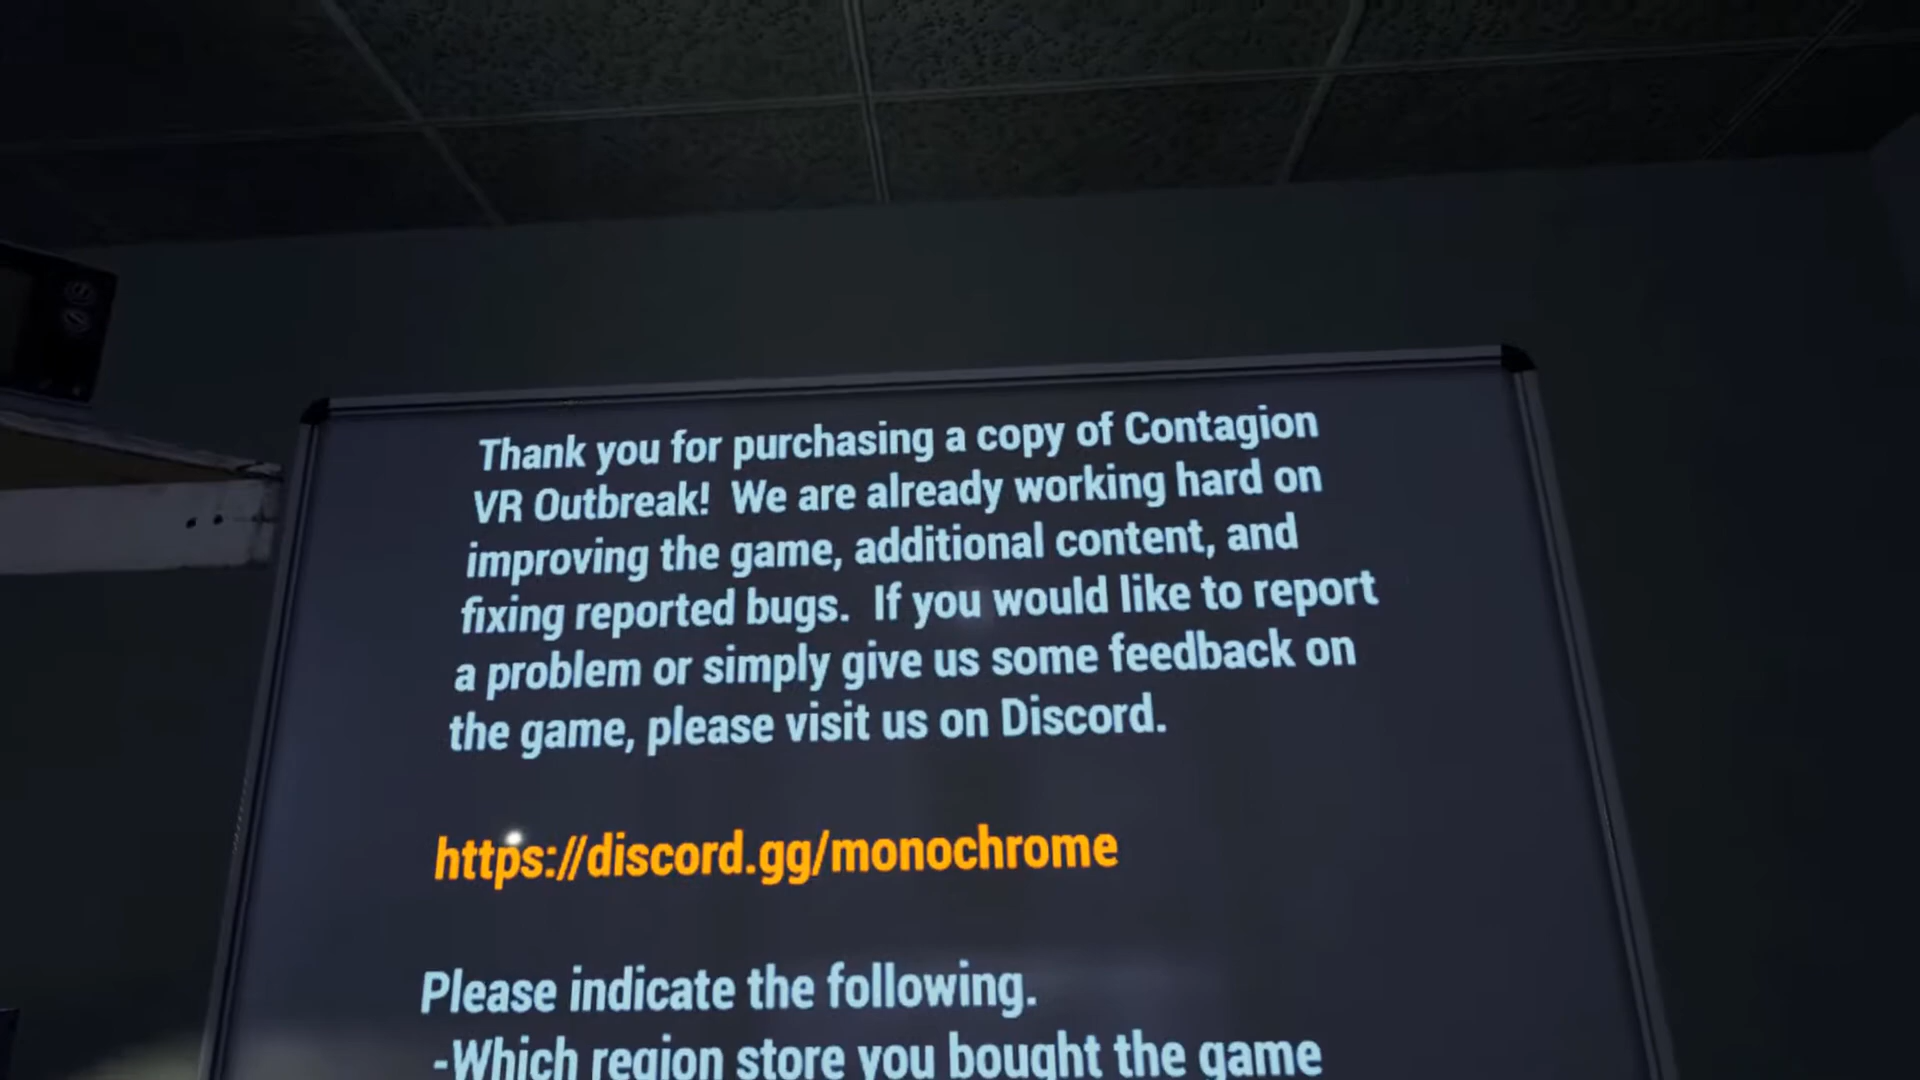 Thank you for purchasing a copy of Contagion
VR Outbreak!  We are already working hard on
improving the game, additional content, and
fixing reported bugs.  If you would like to report
a problem or simply give us some feedback on
the game, please visit us on Discord.
https://discord.gg/monochrome
Please indicate the following.
-Which region store you bought the game